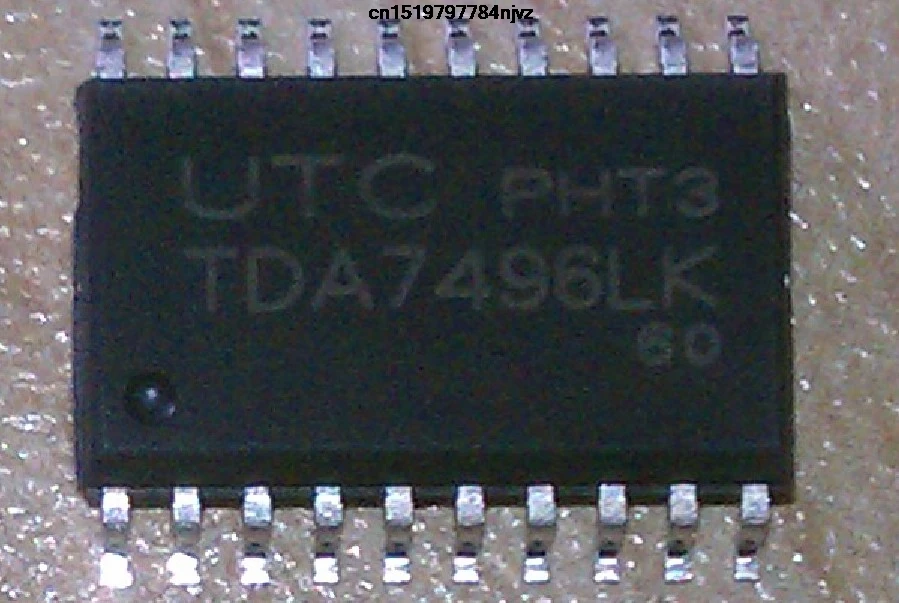 cn1519797784njvz
UTC PHT3
TDA7496LK
60